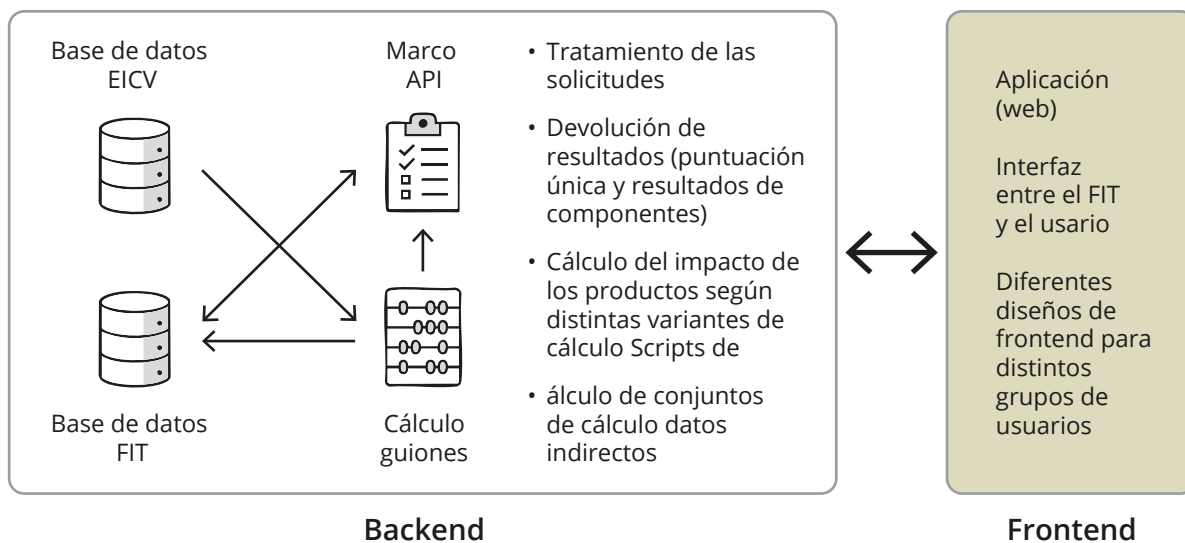 Base de datos
EICV
Marco
API
Base de datos
FIT
Cálculo
guiones
• Tratamiento de las
solicitudes
• Devolución de
resultados (puntuación
única y resultados de
componentes)
• Cálculo del impacto de
los productos según
distintas variantes de
cálculo Scripts de
• álculo de conjuntos
de cálculo datos
indirectos
Backend
Aplicación
(web)
Interfaz
entre el FIT
y el usario
Diferentes
diseños de
frontend para
distintos
grupos de
usuarios
Frontend